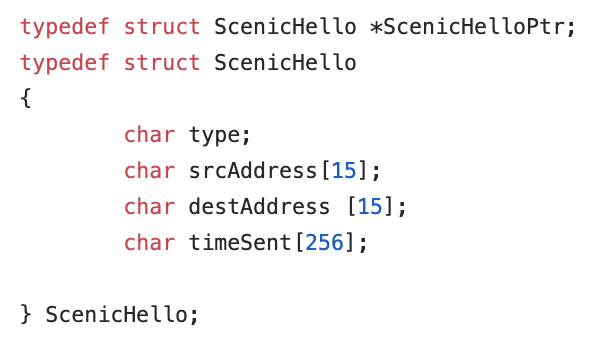 typedef struct ScenicHello *ScenicHelloPtr;
typedef struct ScenicHello
{
        char type;
        char srcAddress[15];
        char destAddress [15];
        char timeSent[256];

} ScenicHello;